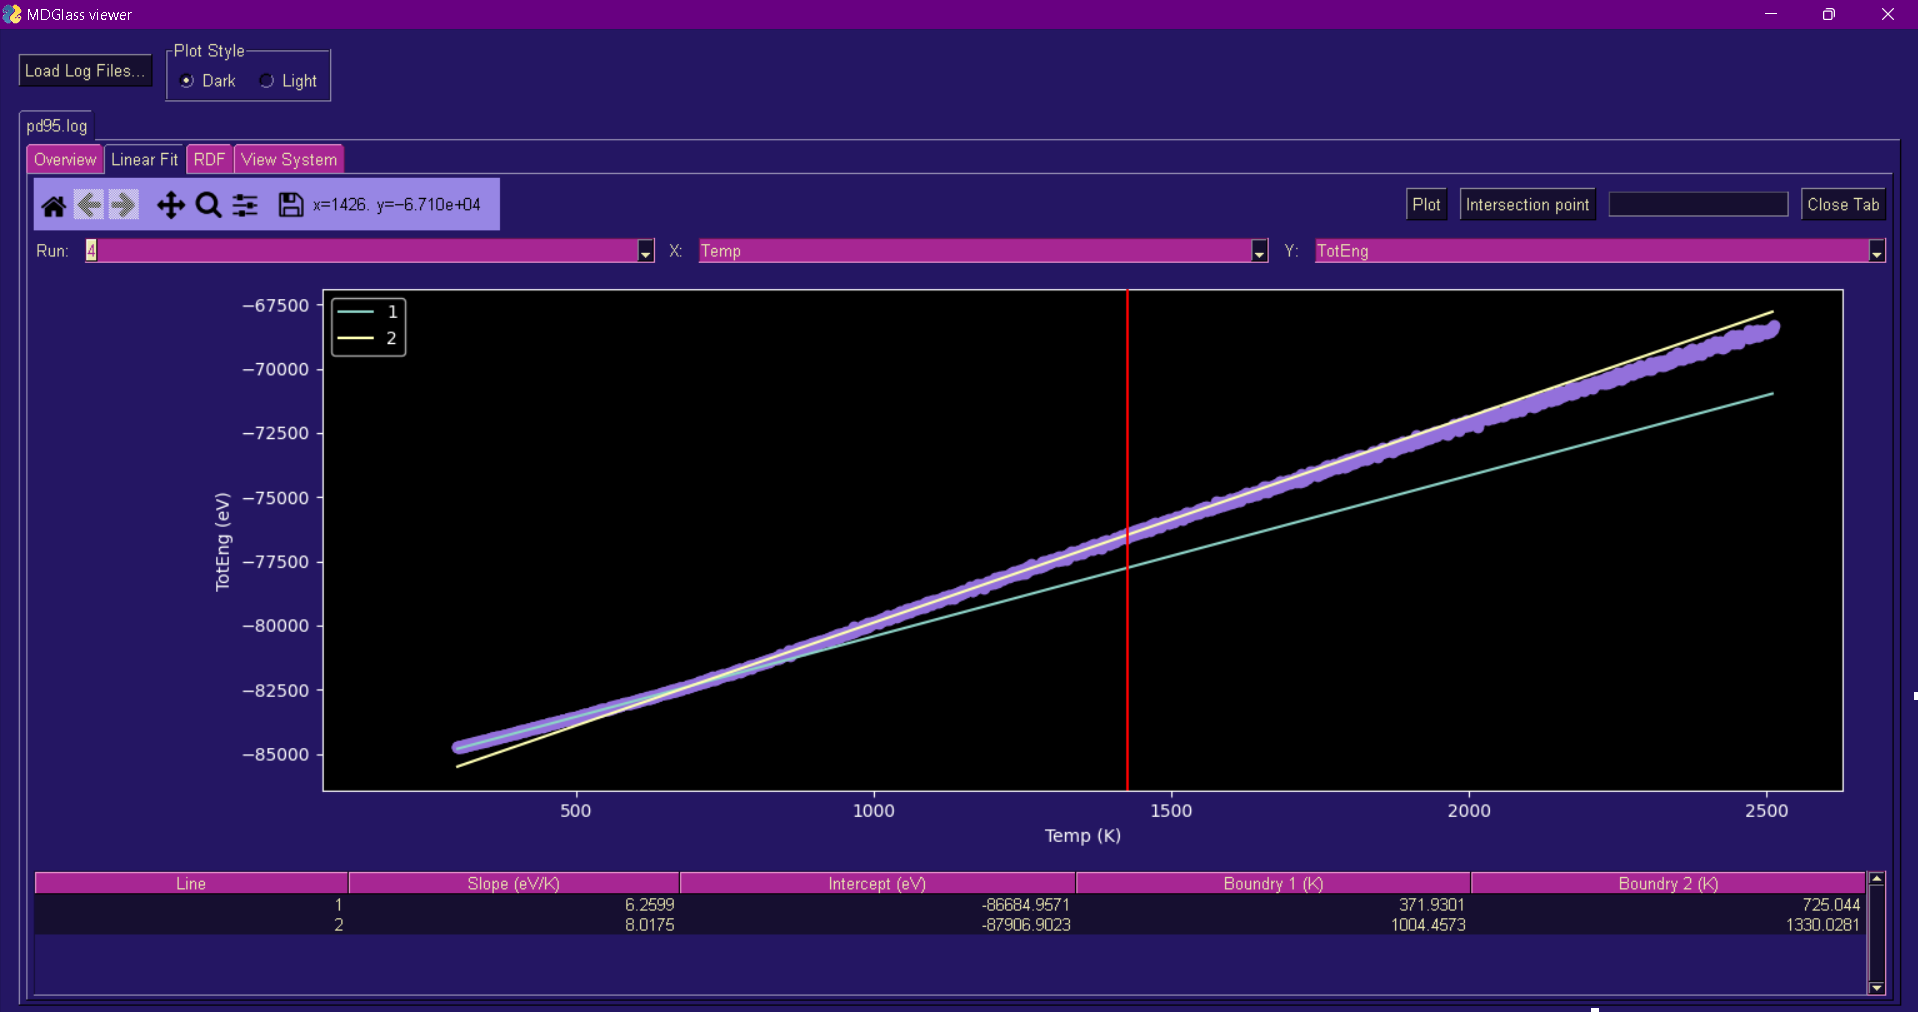 MDGlass viewer
Plot Style
Load Log Files...
Dark
Light
pd95.log
Overview
Linear Fit
RDF
View System
x=1426. y=−6.710e+04
Plot
Intersection point
Close Tab
Run:
4
X:
Temp
Y:
TotEng
1
2
−67500
−70000
−72500
−75000
−77500
−80000
−82500
−85000
TotEng (eV)
500 1000 1500 2000 2500
Temp (K)
Line Slope (eV/K) Intercept (eV) Boundry 1 (K) Boundry 2 (K)
1 6.2599 -86684.9571 371.9301 725.044
2 8.0175 -87906.9023 1004.4573 1330.0281